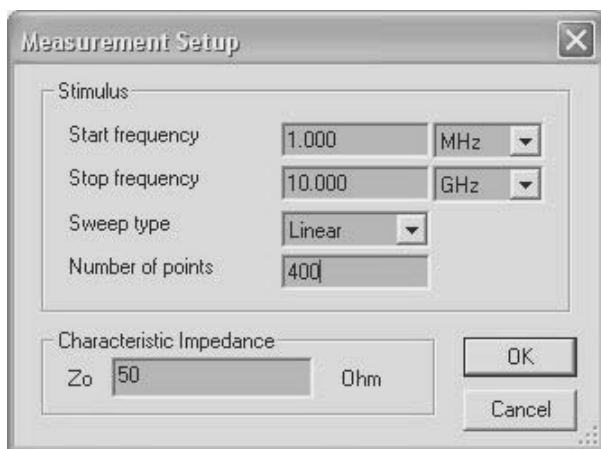 Measurement Setup
Stimulus
Start frequency 1.000 MHz
Stop frequency 10.000 GHz
Sweep type Linear
Number of points 400
Characteristic Impedance
Zo 50 Ohm
OK
Cancel